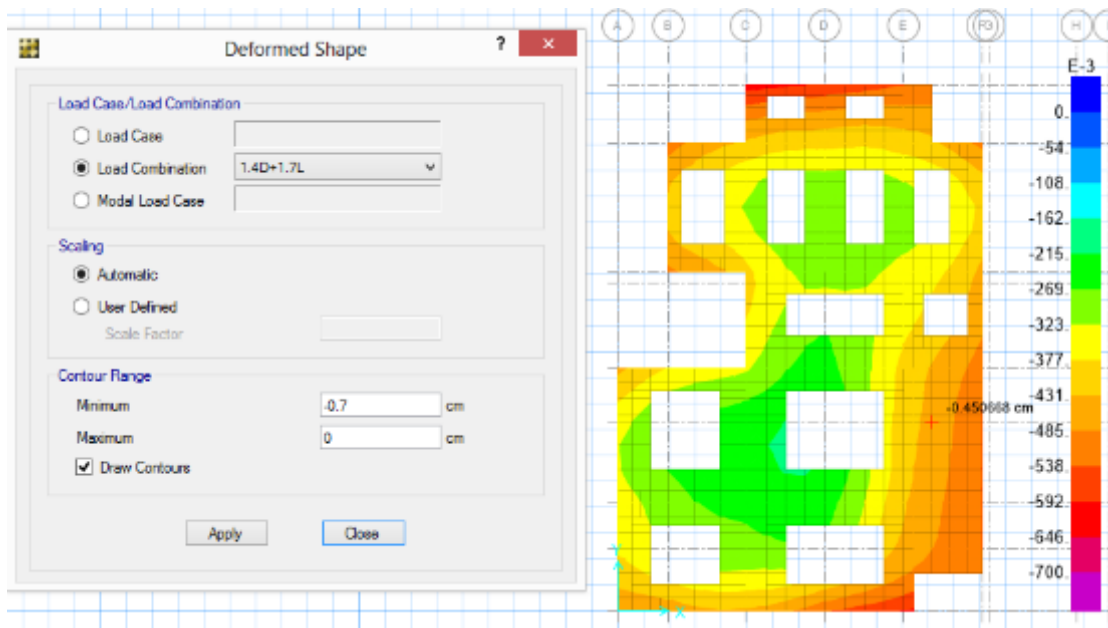 Deformed Shape
?
Load Case/Load Combination
Load Case
Load Combination
1.4D+1.7L
Modal Load Case
Scaling
Automatic
User Defined
Scale Factor
Contour Range
Minimum
-0.7
cm
Maximum
0
cm
Draw Contours
Apply
Close
A
B
C
D
E
H
E-3
0.
-54.
-108.
-162.
-215.
-269.
-323.
-377.
-431.
-485.
-538.
-592.
-646.
-700.
-0.450668 cm
Y
X